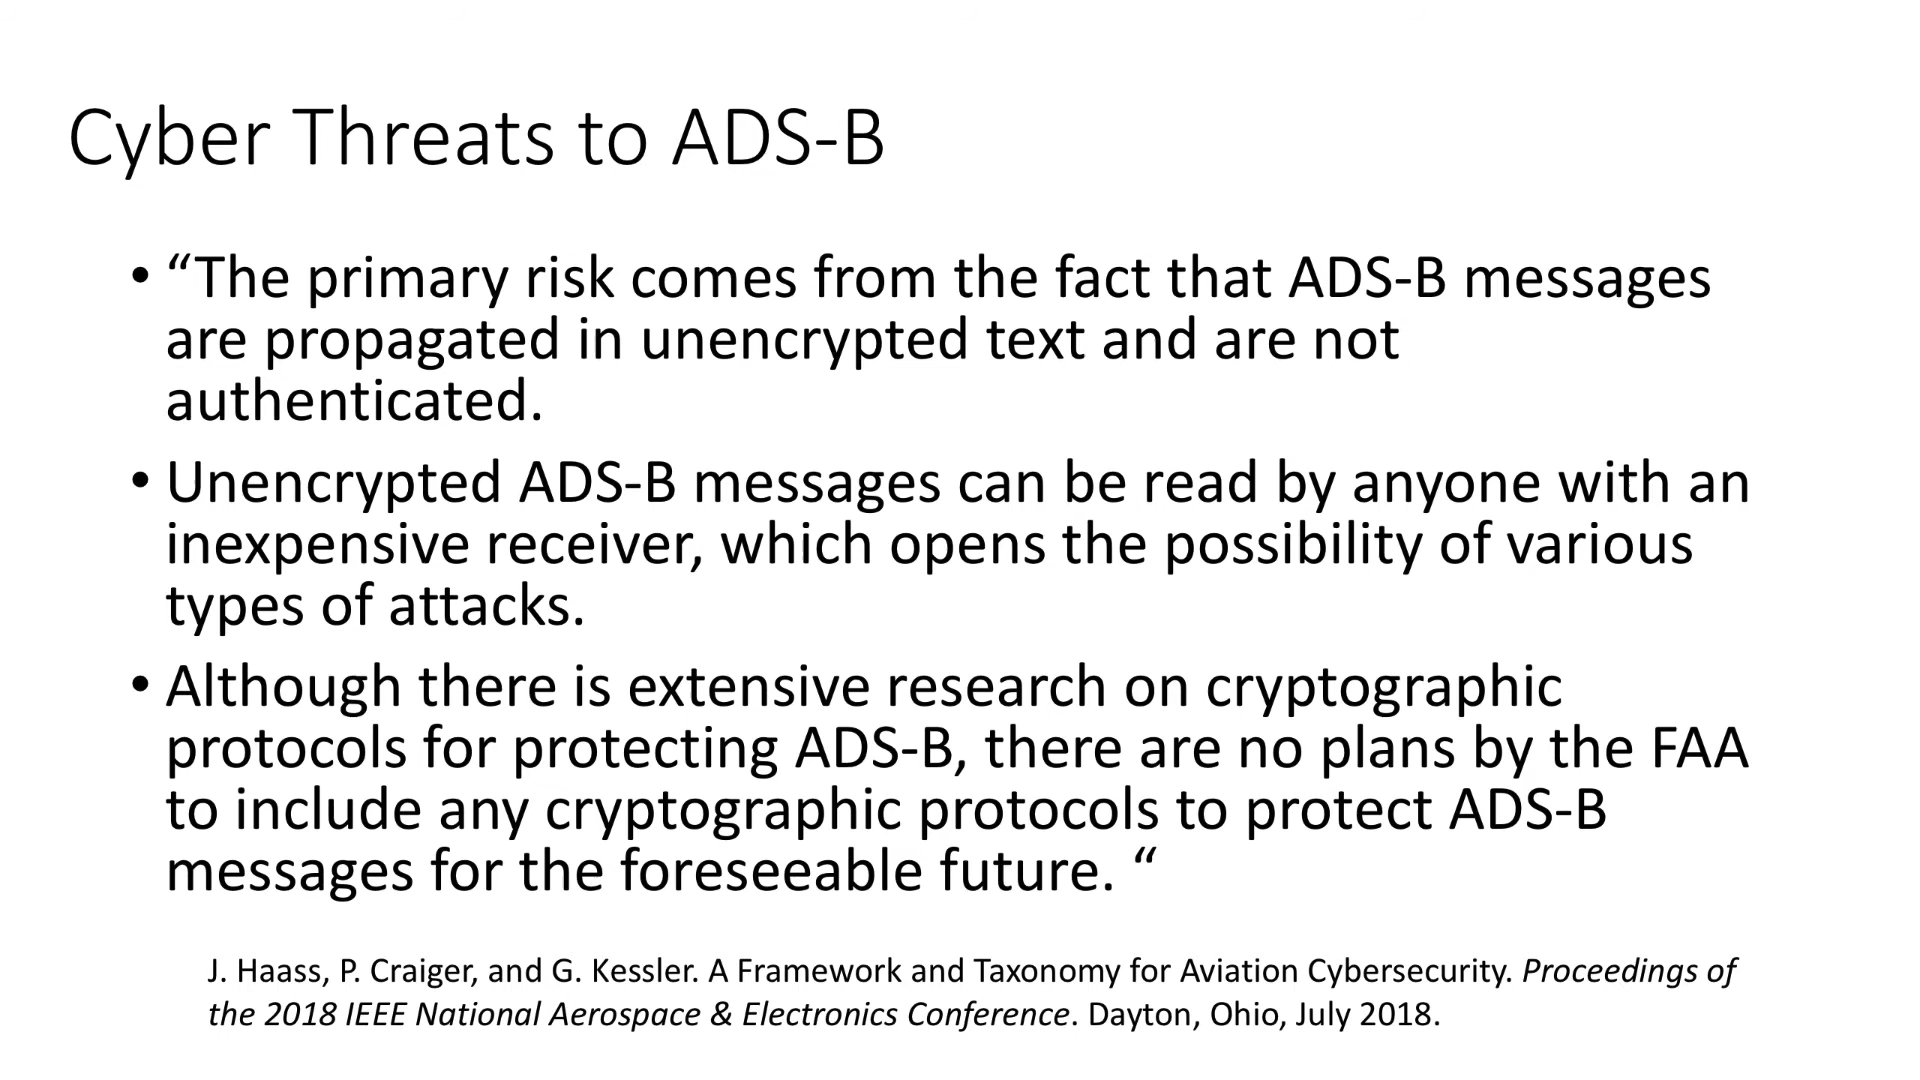 Cyber Threats to ADS-B
• “The primary risk comes from the fact that ADS-B messages
are propagated in unencrypted text and are not
authenticated.
• Unencrypted ADS-B messages can be read by anyone with an
inexpensive receiver, which opens the possibility of various
types of attacks.
• Although there is extensive research on cryptographic
protocols for protecting ADS-B, there are no plans by the FAA
to include any cryptographic protocols to protect ADS-B
messages for the foreseeable future. “
J. Haass, P. Craiger, and G. Kessler. A Framework and Taxonomy for Aviation Cybersecurity. Proceedings of
the 2018 IEEE National Aerospace & Electronics Conference. Dayton, Ohio, July 2018.